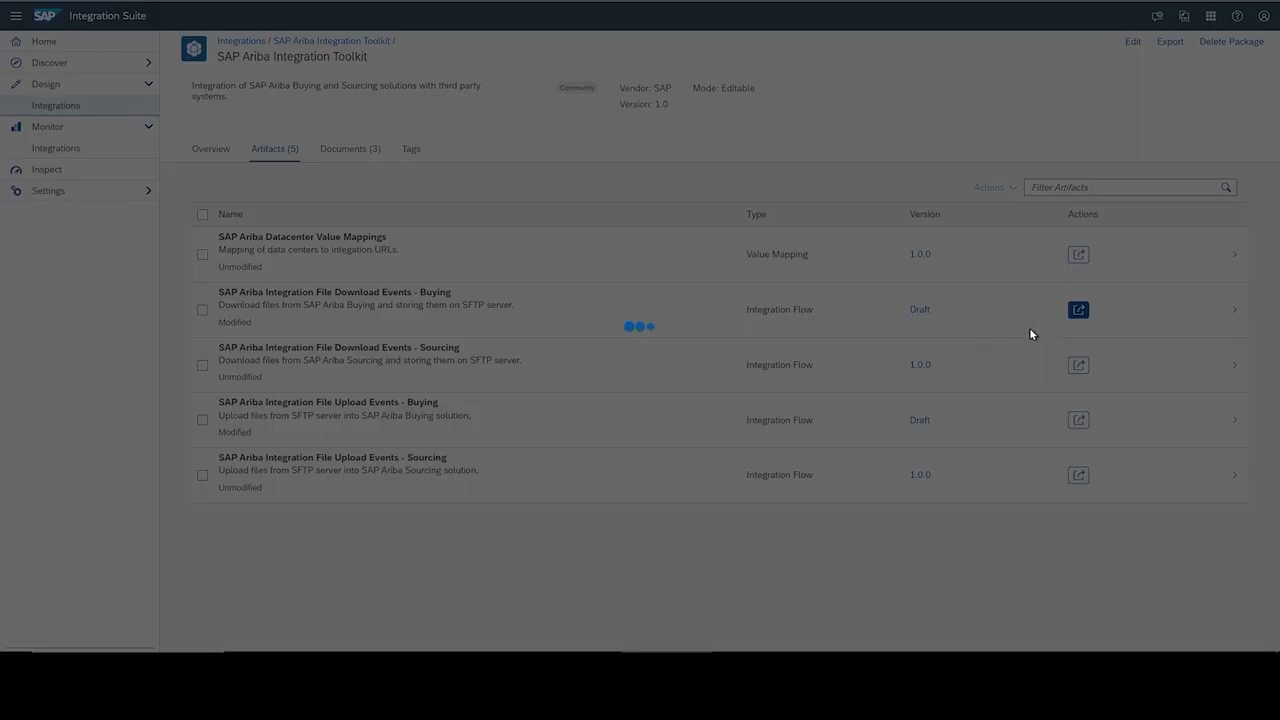 SAP Integration Suite
Home
Discover
Design
Integrations
Monitor
Integrations
Inspect
Settings
Integrations / SAP Ariba Integration Toolkit /
SAP Ariba Integration Toolkit
Edit Export Delete Package
Integration of SAP Ariba Buying and Sourcing solutions with third party
systems.
Community
Vendor: SAP Mode: Editable
Version: 1.0
Overview Artifacts (5) Documents (3) Tags
Actions Filter Artifacts
Name Type Version Actions
SAP Ariba Datacenter Value Mappings
Mapping of data centers to integation URLs.
Unmodified
Value Mapping 1.0.0
SAP Ariba Integration File Download Events - Buying
Download files from SAP Ariba Buying and storing them on SFTP server.
Modified
Integration Flow Draft
SAP Ariba Integration File Download Events - Sourcing
Download files from SAP Ariba Sourcing and storing them on SFTP server.
Unmodified
Integration Flow 1.0.0
SAP Ariba Integration File Upload Events - Buying
Upload files from SFTP server into SAP Ariba Buying solution,
Modified
Integration Flow Draft
SAP Ariba Integration File Upload Events - Sourcing
Upload files from SFTP server into SAP Ariba Sourcing solution.
Unmodified
Integration Flow 1.0.0